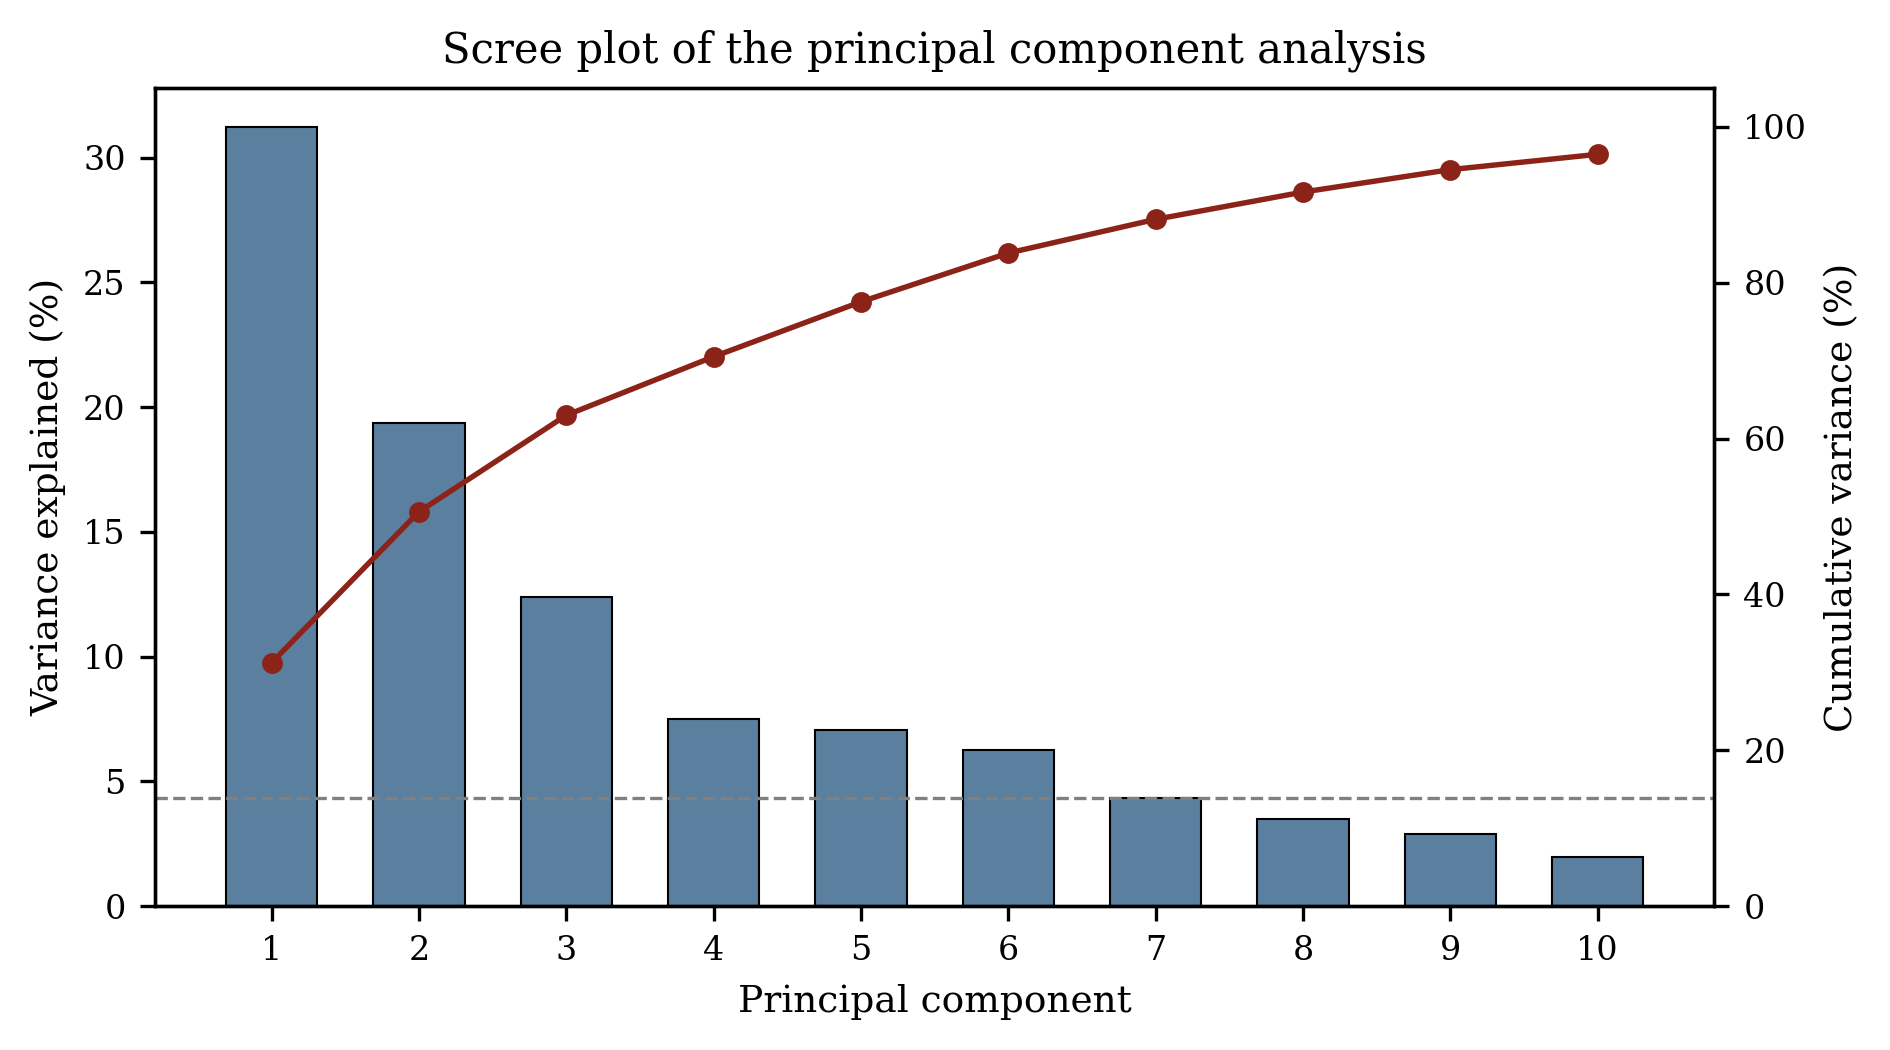 Scree plot of the principal component analysis
Variance explained (%)
30
25
20
15
10
5
0
100
80
60
40
20
0
Cumulative variance (%)
1 2 3 4 5 6 7 8 9 10
Principal component